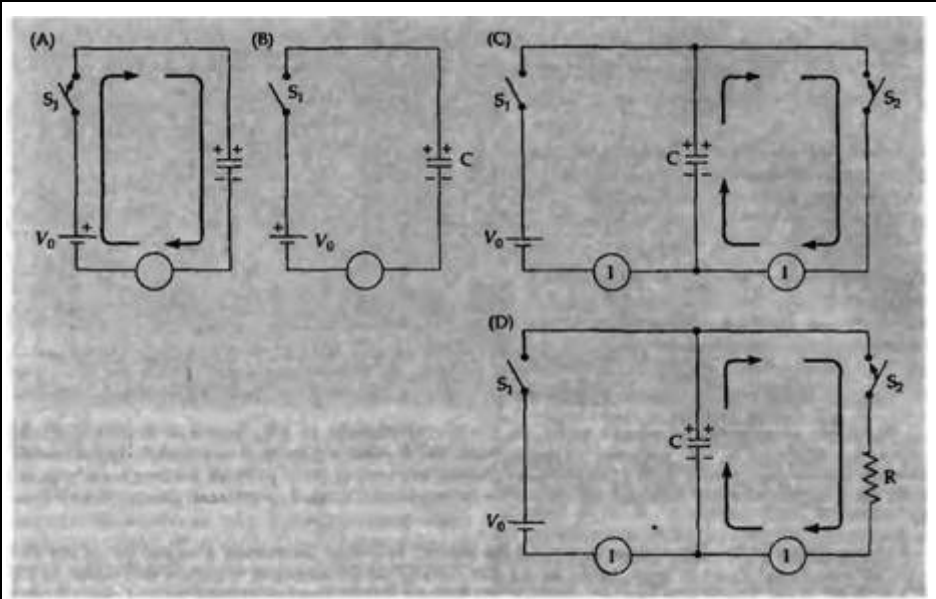 (A)
S₁
V₀
+
+ +
- -
(B)
S₁
V₀
+
+ +
- -
C
(C)
S₁
V₀
C
+ +
- -
S₂
I
I
(D)
S₁
V₀
C
+ +
- -
S₂
R
I
I